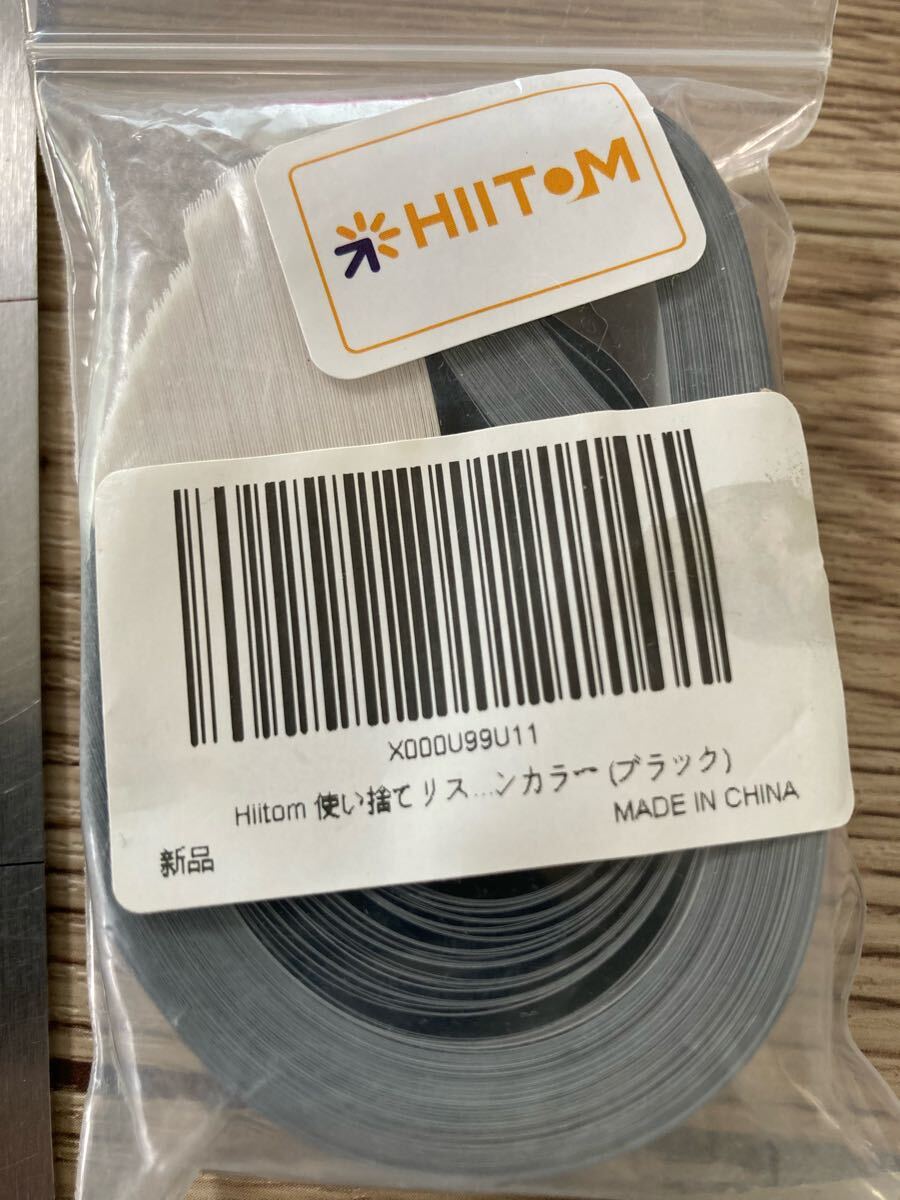 HIITOM
X000U99U11
Hiitom 使い捨てリス...ンカラー (ブラック)
MADE IN CHINA
新品